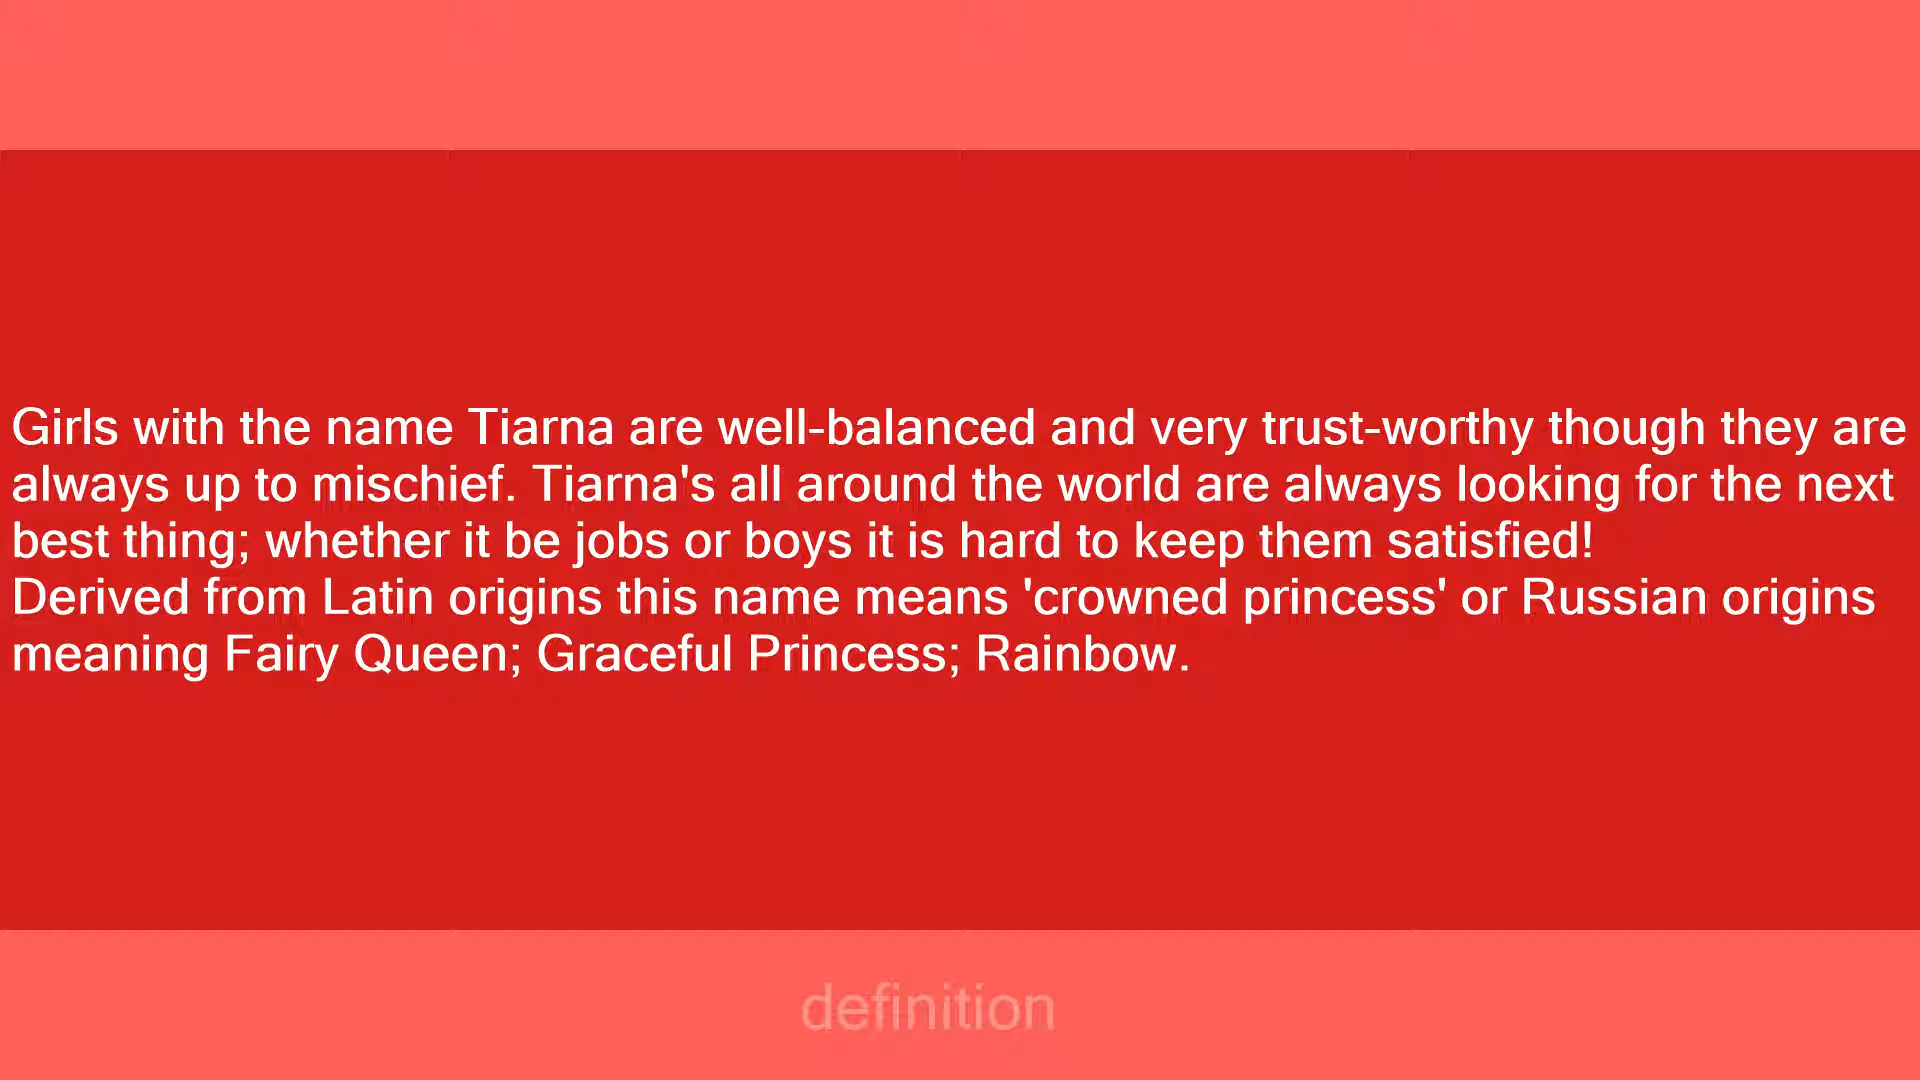 Girls with the name Tiarna are well-balanced and very trust-worthy though they are
always up to mischief. Tiarna's all around the world are always looking for the next
best thing; whether it be jobs or boys it is hard to keep them satisfied!
Derived from Latin origins this name means 'crowned princess' or Russian origins
meaning Fairy Queen; Graceful Princess; Rainbow.
definition